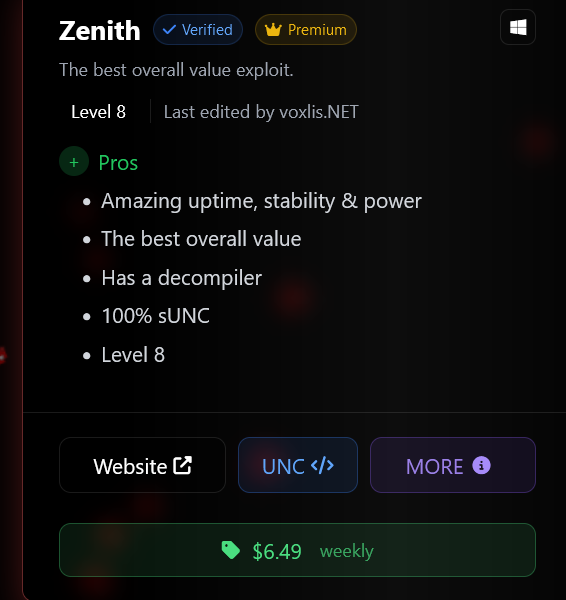 Zenith Verified Premium
The best overall value exploit.
Level 8 Last edited by voxlis.NET
+ Pros
• Amazing uptime, stability & power
• The best overall value
• Has a decompiler
• 100% sUNC
• Level 8
Website UNC </> MORE
$6.49 weekly